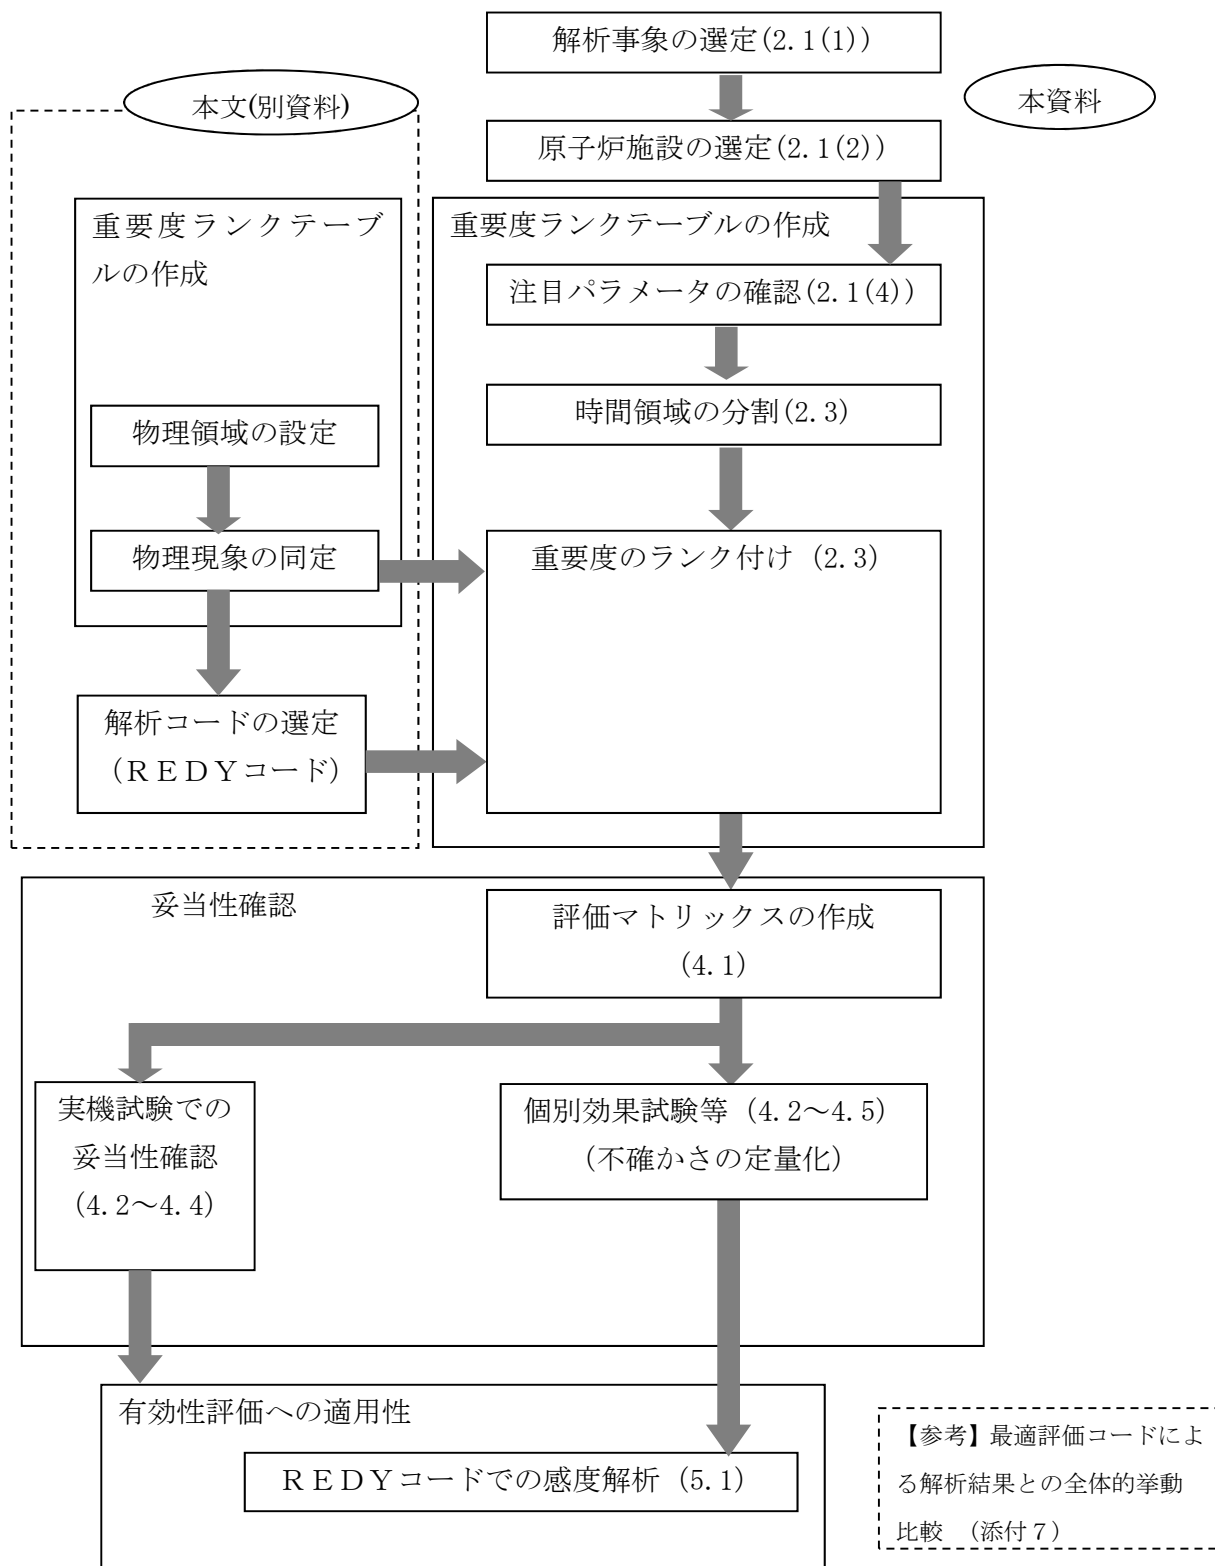 解析事象の選定(2.1(1))
本文(別資料)
本資料
原子炉施設の選定(2.1(2))
重要度ランクテーブ
ルの作成
重要度ランクテーブルの作成
注目パラメータの確認(2.1(4))
時間領域の分割(2.3)
物理領域の設定
物理現象の同定
重要度のランク付け (2.3)
解析コードの選定
(ＲＥＤＹコード)
妥当性確認
評価マトリックスの作成
(4.1)
実機試験での
妥当性確認
(4.2～4.4)
個別効果試験等 (4.2～4.5)
(不確かさの定量化)
有効性評価への適用性
ＲＥＤＹコードでの感度解析 (5.1)
【参考】最適評価コードによ
る解析結果との全体的挙動
比較 (添付７)